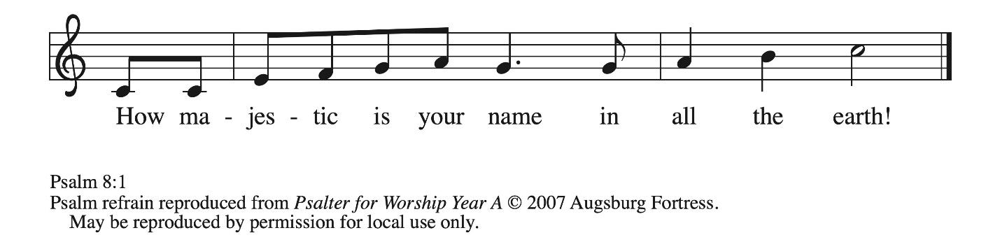 How ma - jes - tic is your name in all the earth!
Psalm 8:1
Psalm refrain reproduced from Psalter for Worship Year A © 2007 Augsburg Fortress.
May be reproduced by permission for local use only.